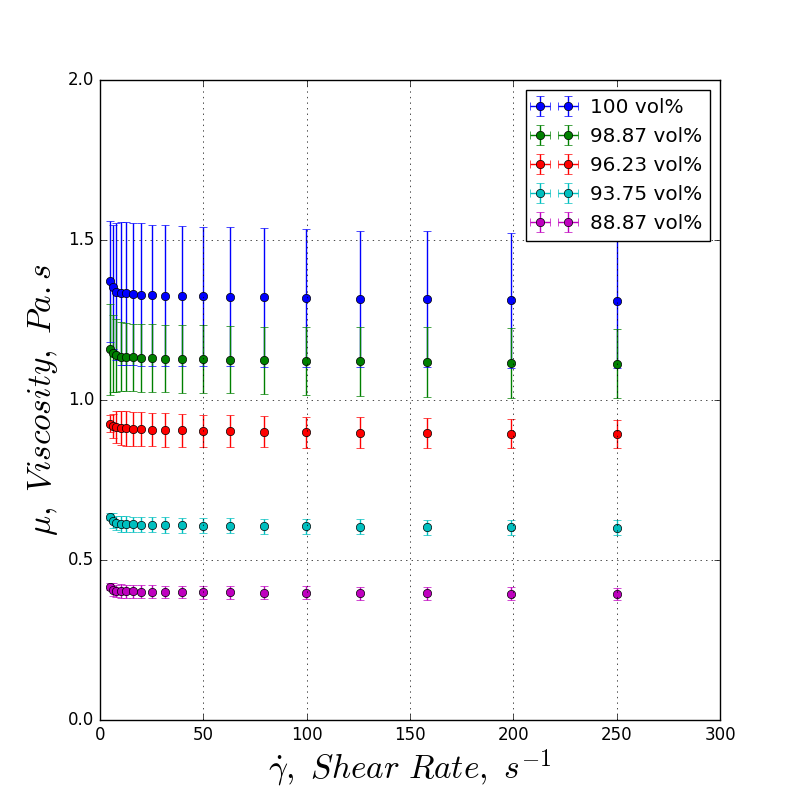 2.0
1.5
1.0
0.5
0.0
0
50
100
150
200
250
300
μ, Viscosity, Pa.s
γ̇, Shear Rate, s⁻¹
100 vol%
98.87 vol%
96.23 vol%
93.75 vol%
88.87 vol%